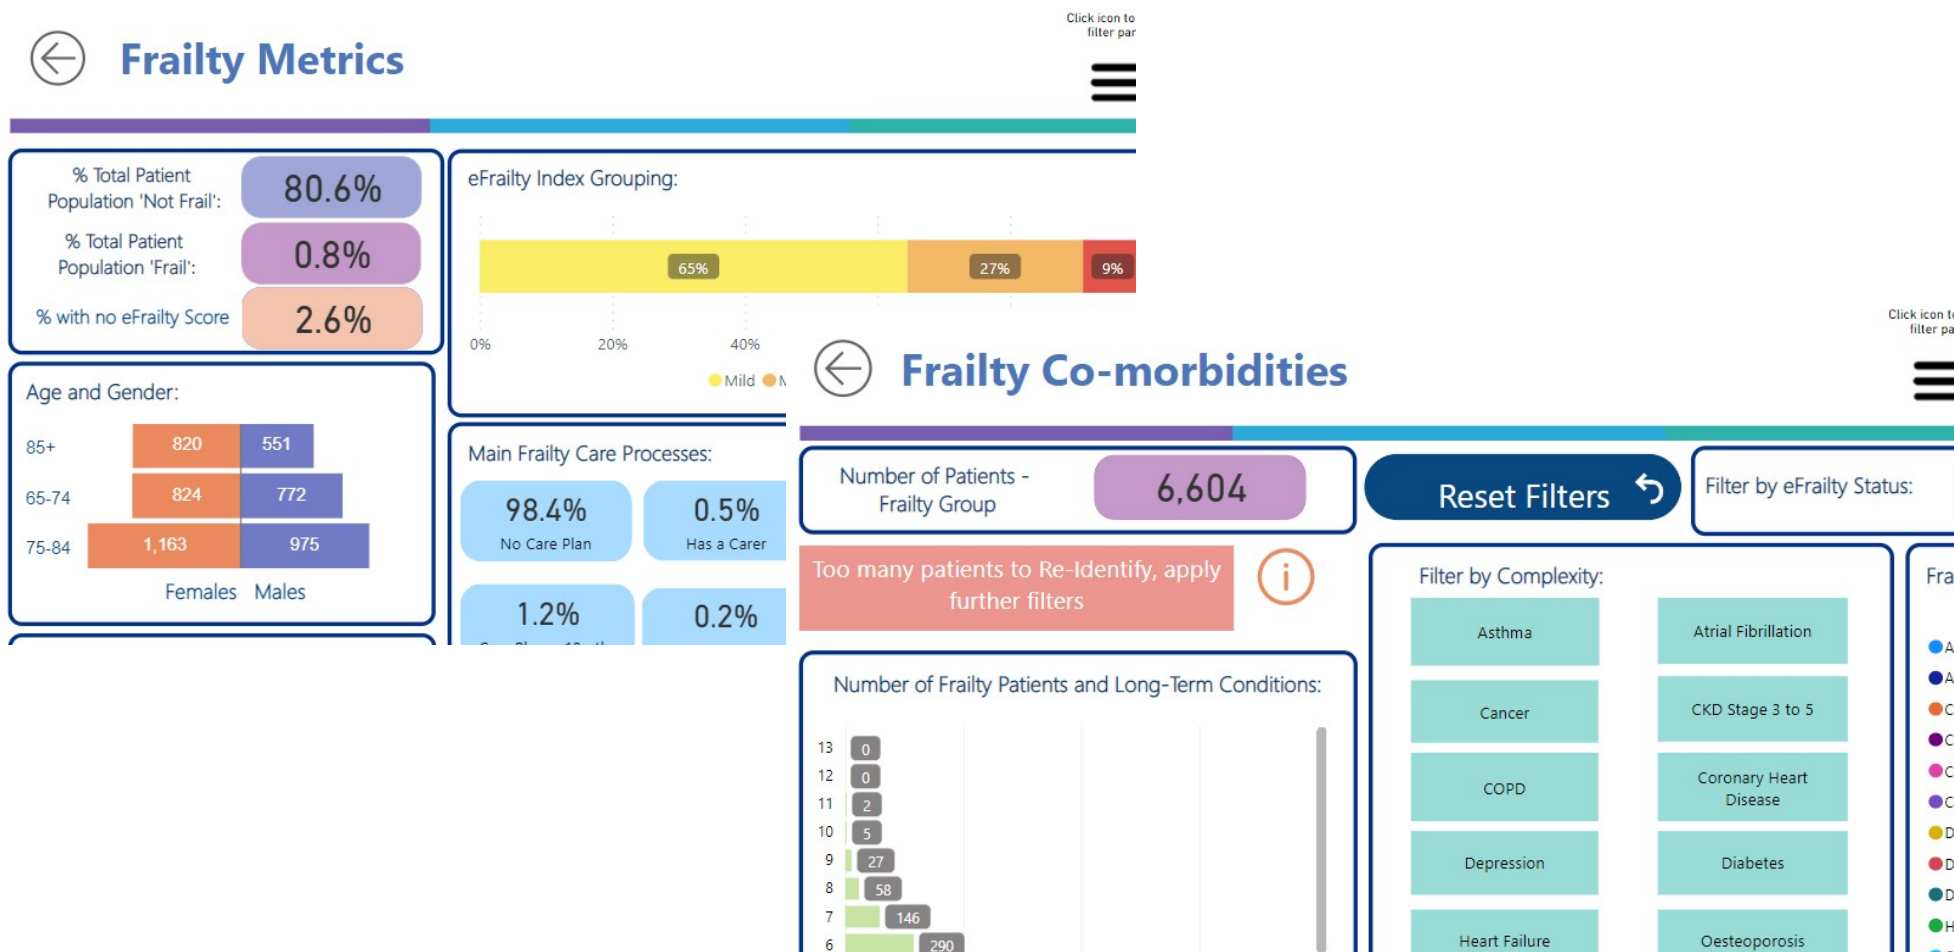 Click icon to
filter par
Frailty Metrics
% Total Patient
Population 'Not Frail':
80.6%
% Total Patient
Population 'Frail':
0.8%
% with no eFrailty Score
2.6%
eFrailty Index Grouping:
65%
27%
9%
0%
20%
40%
Mild
Age and Gender:
85+
820
551
65-74
824
772
75-84
1,163
975
Females
Males
Main Frailty Care Processes:
98.4%
No Care Plan
0.5%
Has a Carer
1.2%
0.2%
Click icon to
filter pa
Frailty Co-morbidities
Number of Patients -
Frailty Group
6,604
Reset Filters
Filter by eFrailty Status:
Too many patients to Re-Identify, apply
further filters
i
Number of Frailty Patients and Long-Term Conditions:
13
0
12
0
11
2
10
5
9
27
8
58
7
146
6
290
Filter by Complexity:
Asthma
Atrial Fibrillation
Cancer
CKD Stage 3 to 5
COPD
Coronary Heart
Disease
Depression
Diabetes
Heart Failure
Oesteoporosis
Fra
A
A
C
C
C
C
D
D
D
H